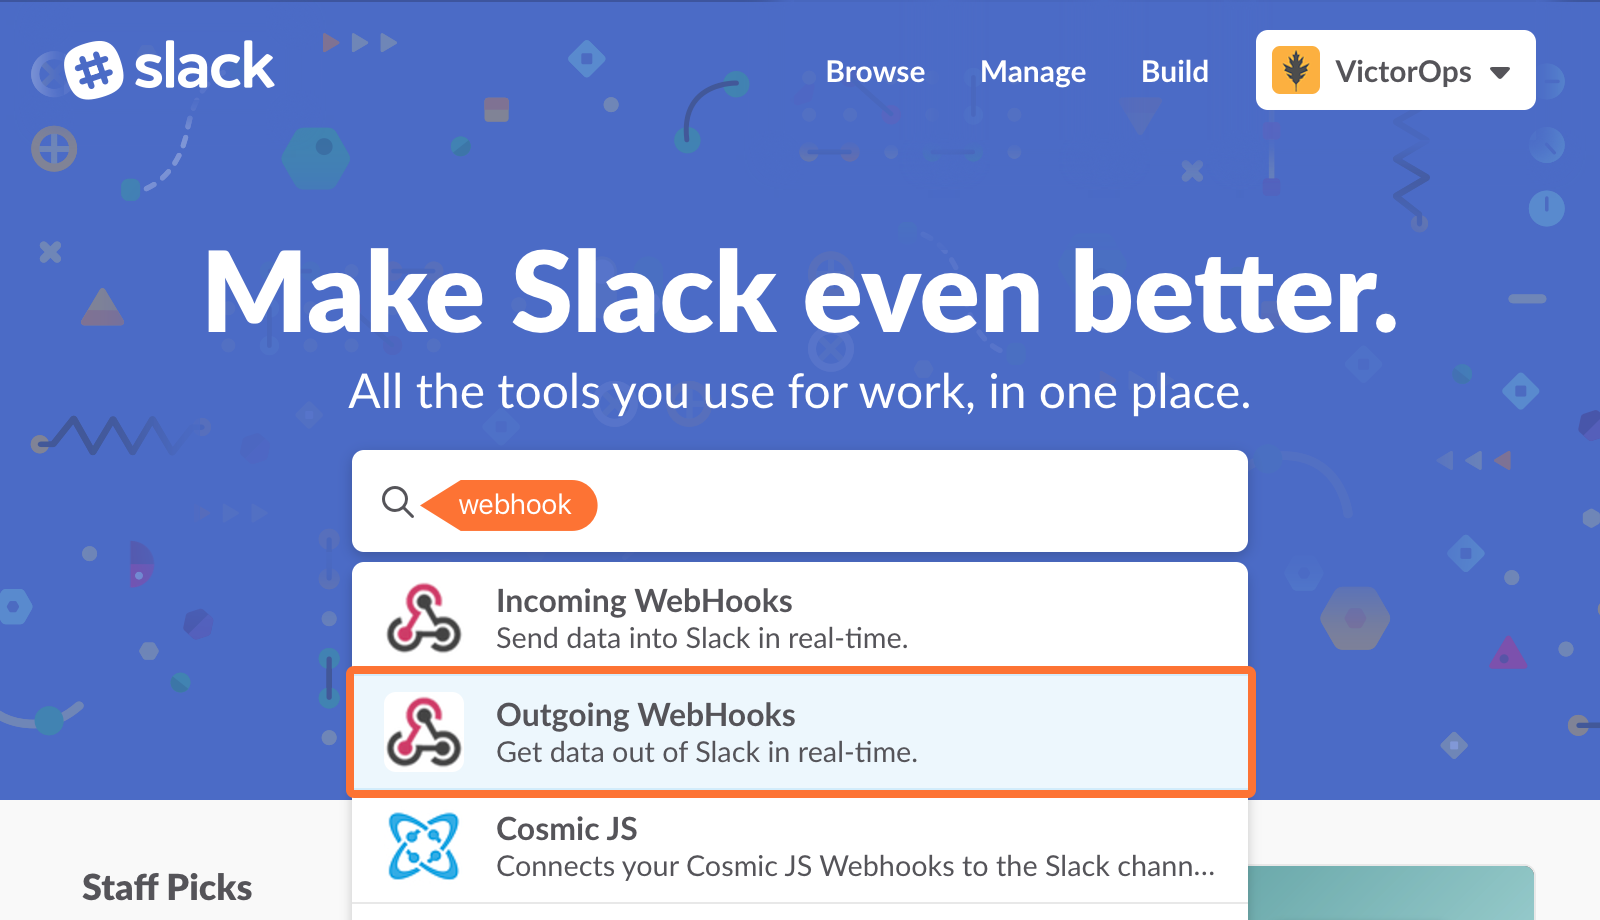 slack
Browse Manage Build VictorOps
Make Slack even better.
All the tools you use for work, in one place.
webhook
Incoming WebHooks
Send data into Slack in real-time.
Outgoing WebHooks
Get data out of Slack in real-time.
Cosmic JS
Connects your Cosmic JS Webhooks to the Slack chann...
Staff Picks